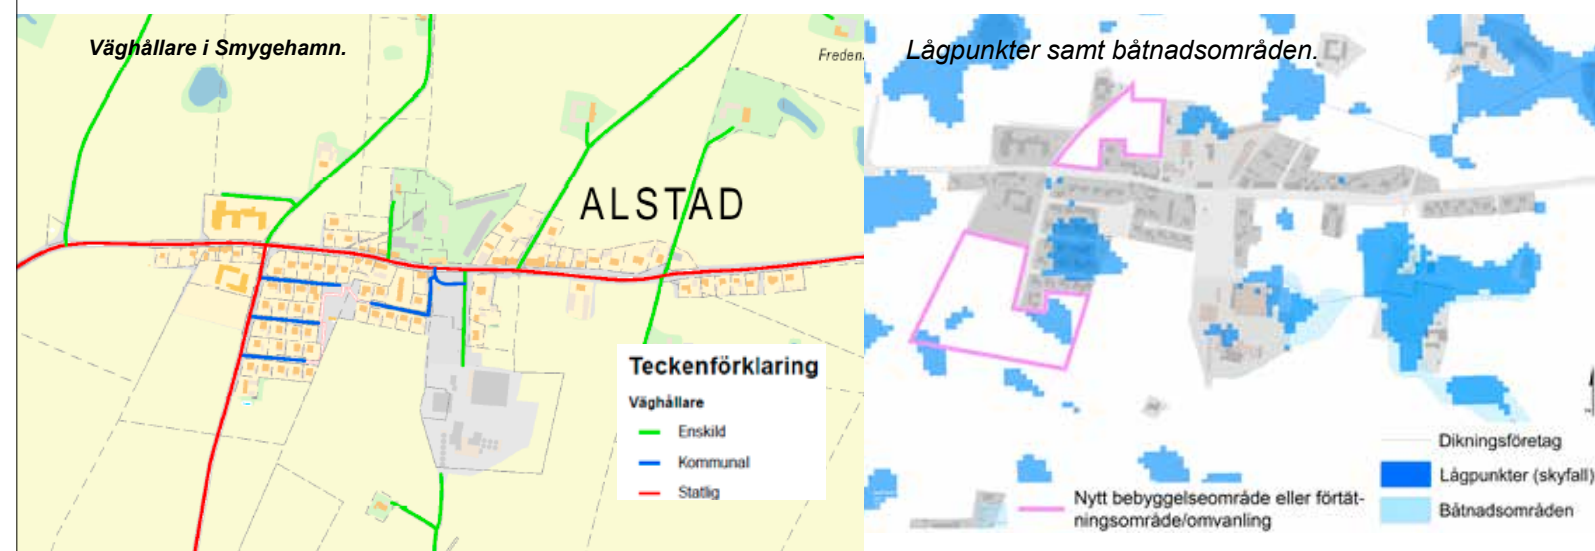 Väghållare i Smygehamn.
Freden
ALSTAD
Teckenförklaring
Väghållare
Enskild
Kommunal
Statlig
Lågpunkter samt båtnadsområden.
Nytt bebyggelseområde eller förtät-
ningsområde/omvanling
Dikningsföretag
Lågpunkter (skyfall)
Båtnadsområden